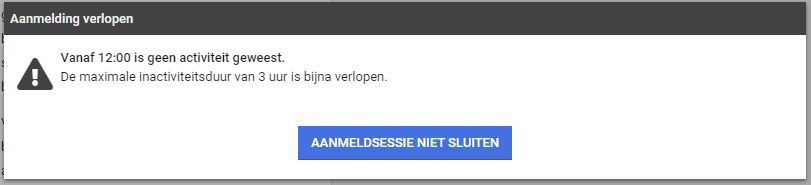 Aanmelding verlopen
Vanaf 12:00 is geen activiteit geweest.
De maximale inactiviteitsduur van 3 uur is bijna verlopen.
AANMELDSESSIE NIET SLUITEN